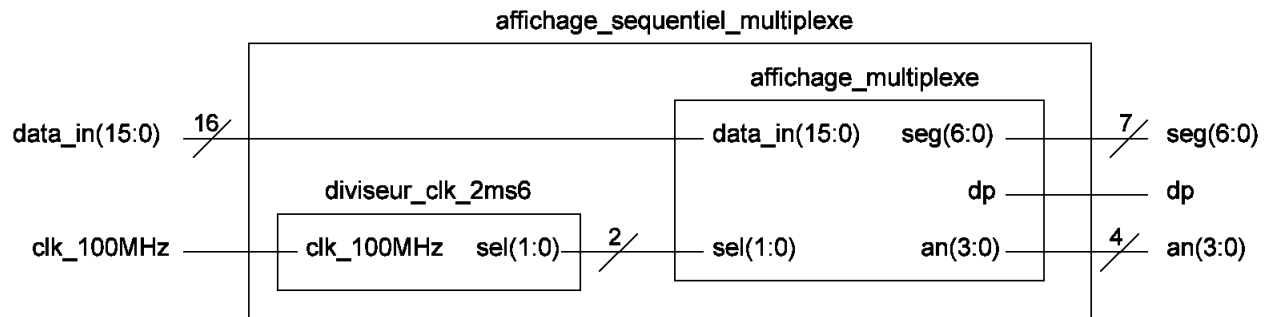 affichage_sequentiel_multiplexe
affichage_multiplexe
data_in(15:0) 16 data_in(15:0) seg(6:0) 7 seg(6:0)
diviseur_clk_2ms6 dp dp
clk_100MHz clk_100MHz sel(1:0) 2 sel(1:0) an(3:0) 4 an(3:0)